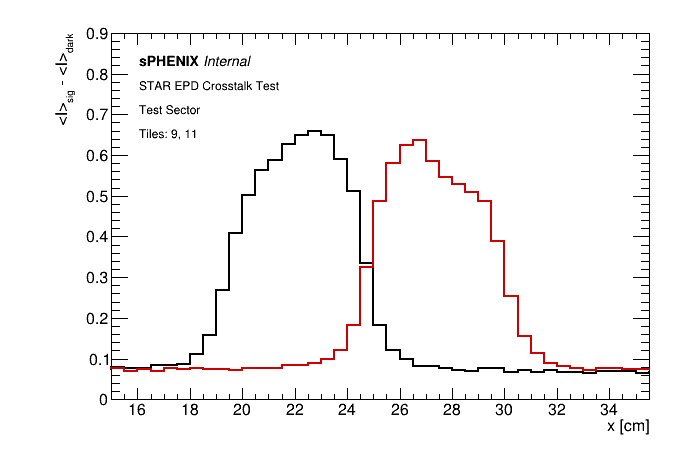 <I>sig - <I>dark
0.9
0.8
0.7
0.6
0.5
0.4
0.3
0.2
0.1
0
sPHENIX Internal
STAR EPD Crosstalk Test
Test Sector
Tiles: 9, 11
16 18 20 22 24 26 28 30 32 34
x [cm]